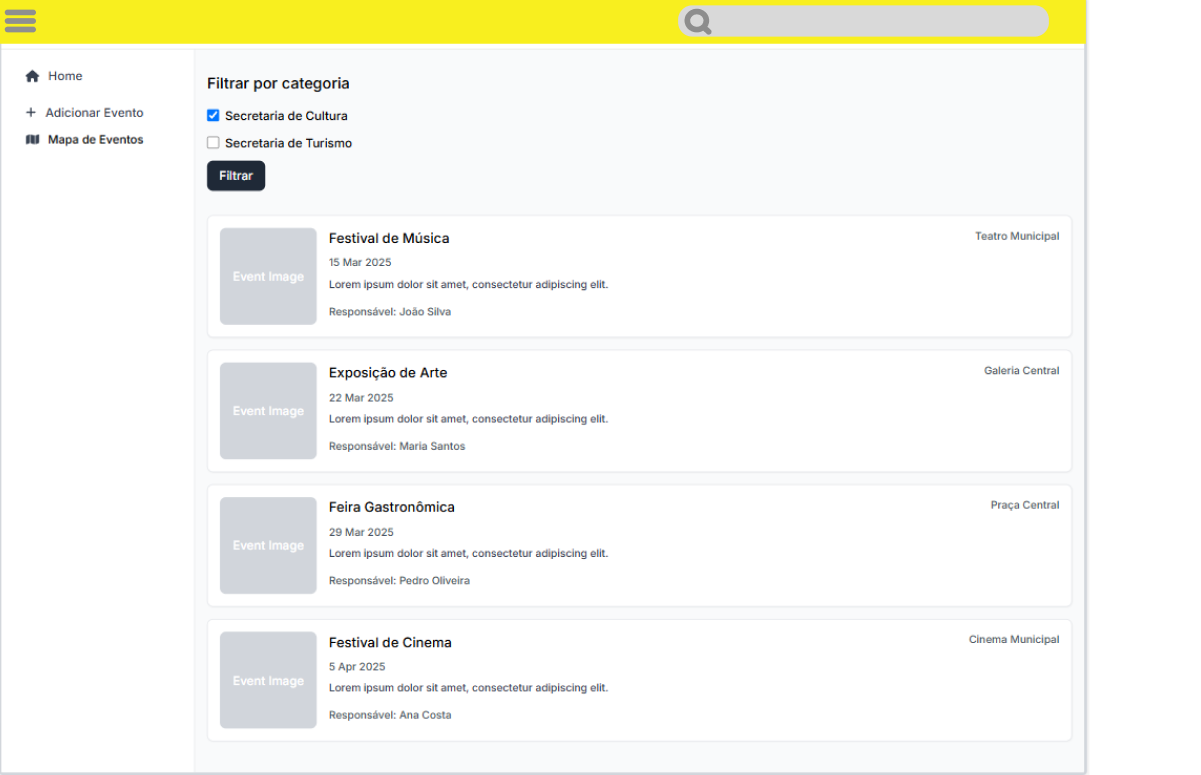 Home
Adicionar Evento
Mapa de Eventos
Filtrar por categoria
Secretaria de Cultura
Secretaria de Turismo
Filtrar
Event Image
Festival de Música
Teatro Municipal
15 Mar 2025
Lorem ipsum dolor sit amet, consectetur adipiscing elit.
Responsável: João Silva
Event Image
Exposição de Arte
Galeria Central
22 Mar 2025
Lorem ipsum dolor sit amet, consectetur adipiscing elit.
Responsável: Maria Santos
Event Image
Feira Gastronômica
Praça Central
29 Mar 2025
Lorem ipsum dolor sit amet, consectetur adipiscing elit.
Responsável: Pedro Oliveira
Event Image
Festival de Cinema
Cinema Municipal
5 Apr 2025
Lorem ipsum dolor sit amet, consectetur adipiscing elit.
Responsável: Ana Costa